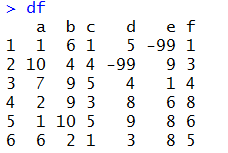 > df
   a  b c   d   e f
1  1  6 1   5 -99 1
2 10  4 4 -99   9 3
3  7  9 5   4   1 4
4  2  9 3   8   6 8
5  1 10 5   9   8 6
6  6  2 1   3   8 5